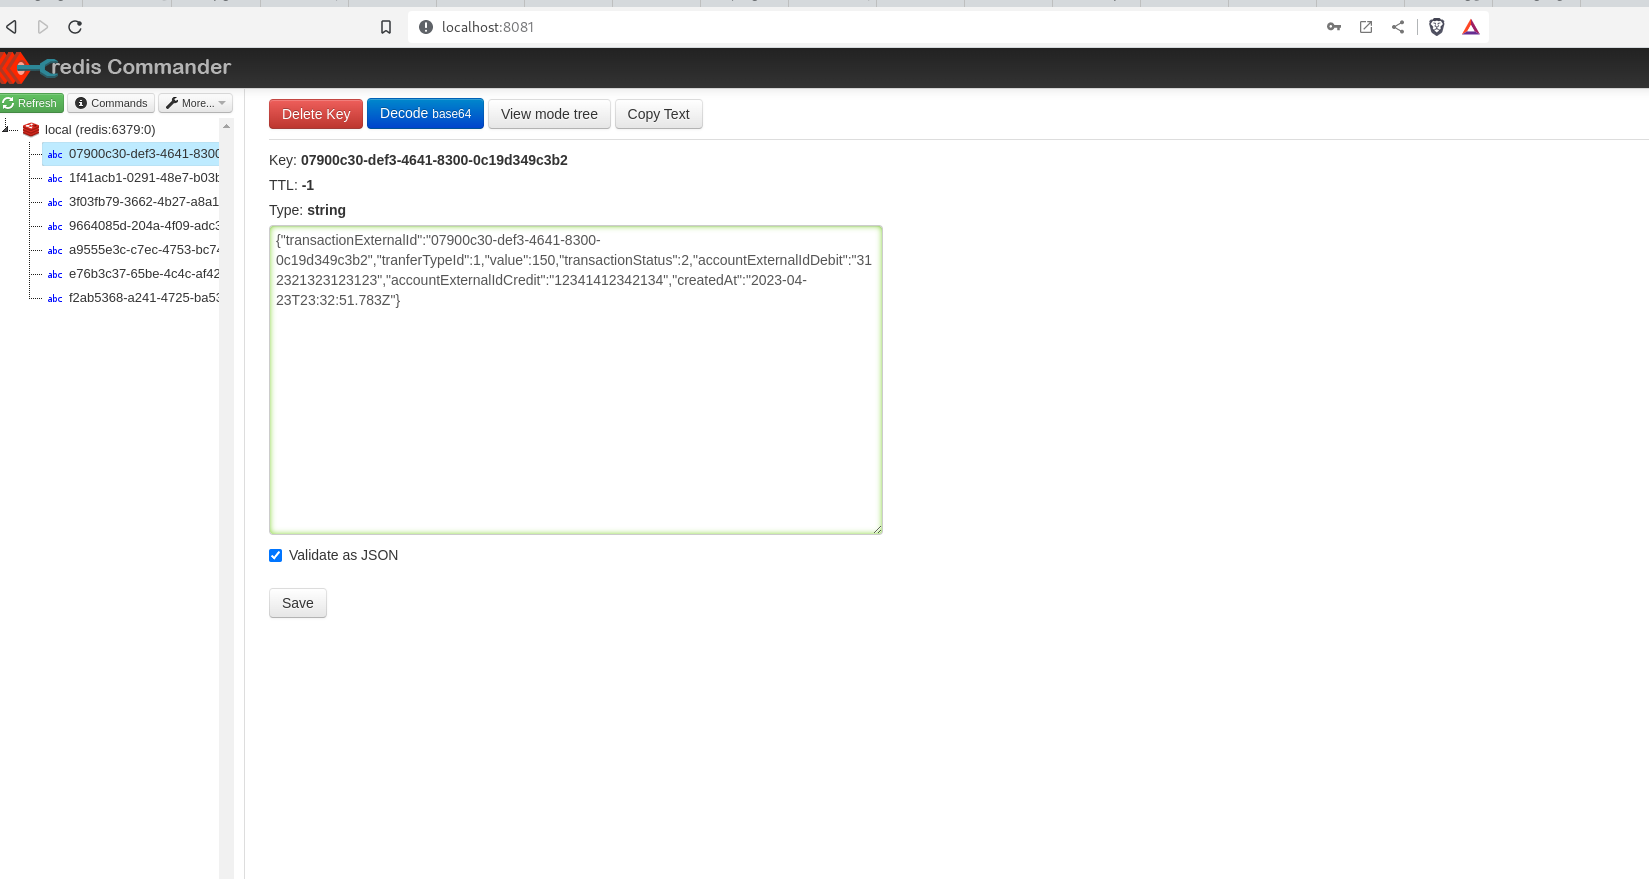 localhost:8081
redis Commander
Refresh
Commands
More...
Delete Key
Decode base64
View mode tree
Copy Text
local (redis:6379:0)
abc 07900c30-def3-4641-8300
abc 1f41acb1-0291-48e7-b03b
abc 3f03fb79-3662-4b27-a8a1
abc 9664085d-204a-4f09-adc3
abc a9555e3c-c7ec-4753-bc74
abc e76b3c37-65be-4c4c-af42
abc f2ab5368-a241-4725-ba53
Key: 07900c30-def3-4641-8300-0c19d349c3b2
TTL: -1
Type: string
{"transactionExternalId":"07900c30-def3-4641-8300-
0c19d349c3b2","tranferTypeId":1,"value":150,"transactionStatus":2,"accountExternalIdDebit":"31
2321323123123","accountExternalIdCredit":"12341412342134","createdAt":"2023-04-
23T23:32:51.783Z"}
Validate as JSON
Save